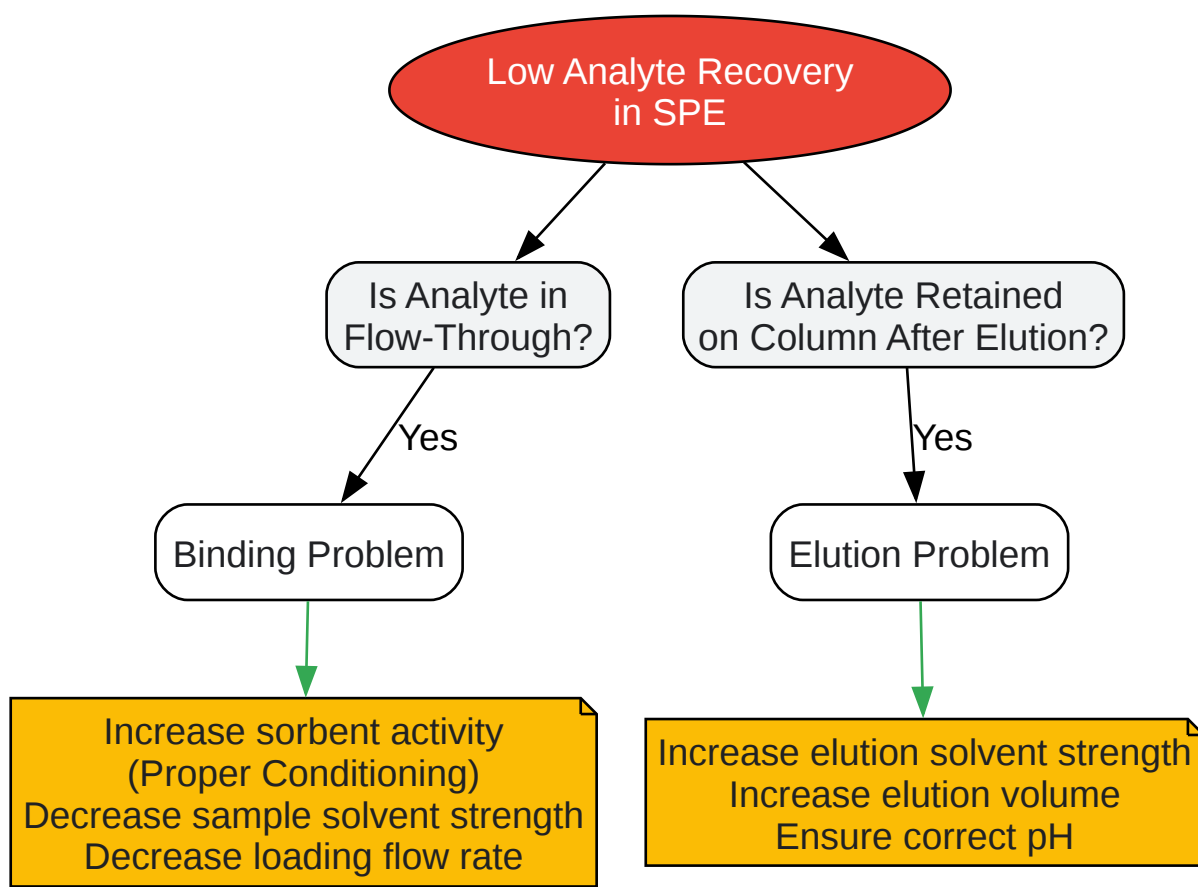 Low Analyte Recovery
in SPE
Is Analyte in
Flow-Through?
Is Analyte Retained
on Column After Elution?
Yes
Yes
Binding Problem
Elution Problem
Increase sorbent activity
(Proper Conditioning)
Decrease sample solvent strength
Decrease loading flow rate
Increase elution solvent strength
Increase elution volume
Ensure correct pH